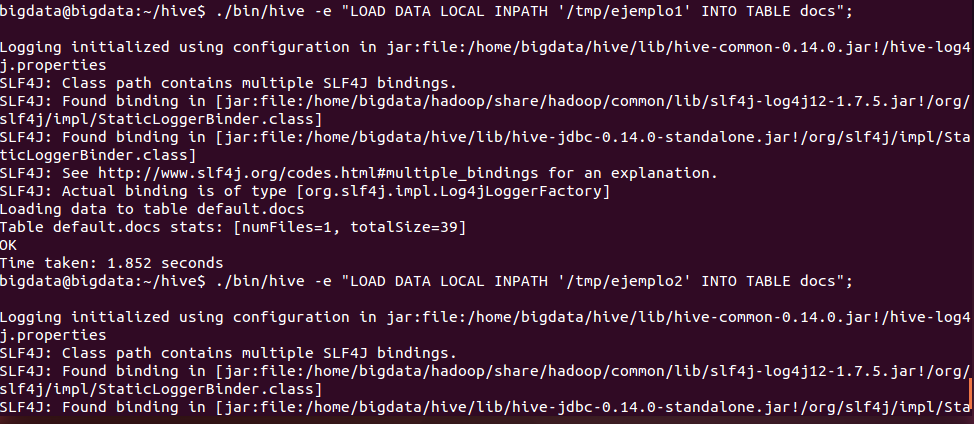 bigdata@bigdata:~/hive$ ./bin/hive -e "LOAD DATA LOCAL INPATH '/tmp/ejemplo1' INTO TABLE docs";
Logging initialized using configuration in jar:file:/home/bigdata/hive/lib/hive-common-0.14.0.jar!/hive-log4
j.properties
SLF4J: Class path contains multiple SLF4J bindings.
SLF4J: Found binding in [jar:file:/home/bigdata/hadoop/share/hadoop/common/lib/slf4j-log4j12-1.7.5.jar!/org/
slf4j/impl/StaticLoggerBinder.class]
SLF4J: Found binding in [jar:file:/home/bigdata/hive/lib/hive-jdbc-0.14.0-standalone.jar!/org/slf4j/impl/Sta
ticLoggerBinder.class]
SLF4J: See http://www.slf4j.org/codes.html#multiple_bindings for an explanation.
SLF4J: Actual binding is of type [org.slf4j.impl.Log4jLoggerFactory]
Loading data to table default.docs
Table default.docs stats: [numFiles=1, totalSize=39]
OK
Time taken: 1.852 seconds
bigdata@bigdata:~/hive$ ./bin/hive -e "LOAD DATA LOCAL INPATH '/tmp/ejemplo2' INTO TABLE docs";
Logging initialized using configuration in jar:file:/home/bigdata/hive/lib/hive-common-0.14.0.jar!/hive-log4
j.properties
SLF4J: Class path contains multiple SLF4J bindings.
SLF4J: Found binding in [jar:file:/home/bigdata/hadoop/share/hadoop/common/lib/slf4j-log4j12-1.7.5.jar!/org/
slf4j/impl/StaticLoggerBinder.class]
SLF4J: Found binding in [jar:file:/home/bigdata/hive/lib/hive-jdbc-0.14.0-standalone.jar!/org/slf4j/impl/Sta